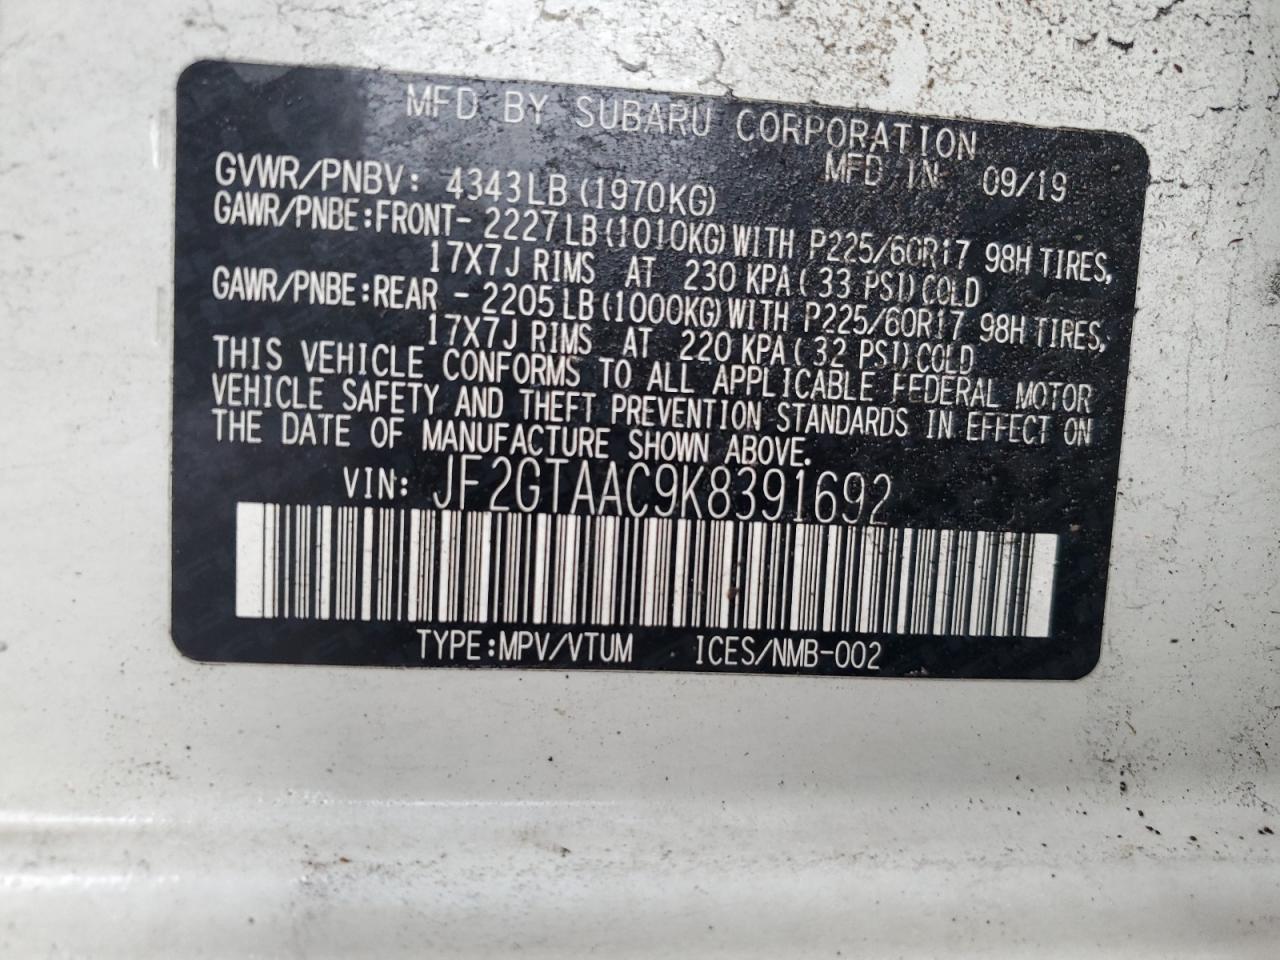 MFD BY SUBARU CORPORATION
MFD IN 09/19
GVWR/PNBV: 4343LB (1970KG)
GAWR/PNBE:FRONT- 2227LB (1010KG) WITH P225/60R17 98H TIRES,
17X7J RIMS AT 230 KPA( 33 PSI) COLD
GAWR/PNBE:REAR - 2205LB (1000KG) WITH P225/60R17 98H TIRES,
17X7J RIMS AT 220 KPA( 32 PSI) COLD
THIS VEHICLE CONFORMS TO ALL APPLICABLE FEDERAL MOTOR
VEHICLE SAFETY AND THEFT PREVENTION STANDARDS IN EFFECT ON
THE DATE OF MANUFACTURE SHOWN ABOVE.
VIN: JF2GTAAC9K8391692
TYPE:MPV/VTUM ICES/NMB-002